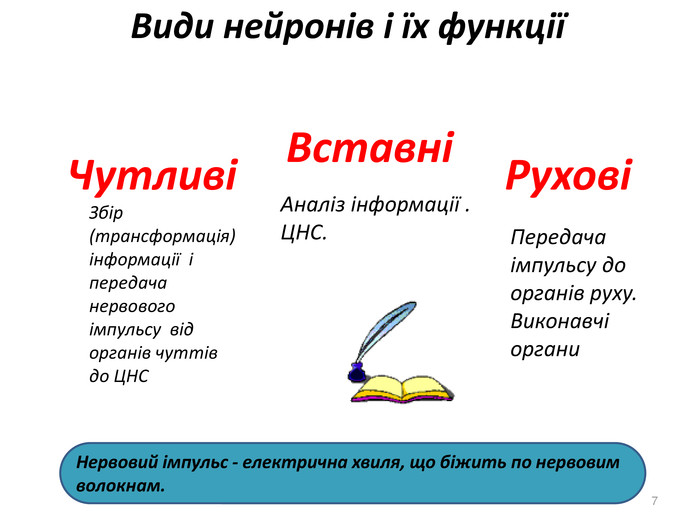 Види нейронів і їх функції
Чутливі
Збір
(трансформація)
інформації і
передача
нервового
імпульсу від
органів чуттів
до ЦНС
Вставні
Аналіз інформації .
ЦНС.
Рухові
Передача
імпульсу до
органів руху.
Виконавчі
органи
Нервовий імпульс - електрична хвиля, що біжить по нервовим
волокнам.
7